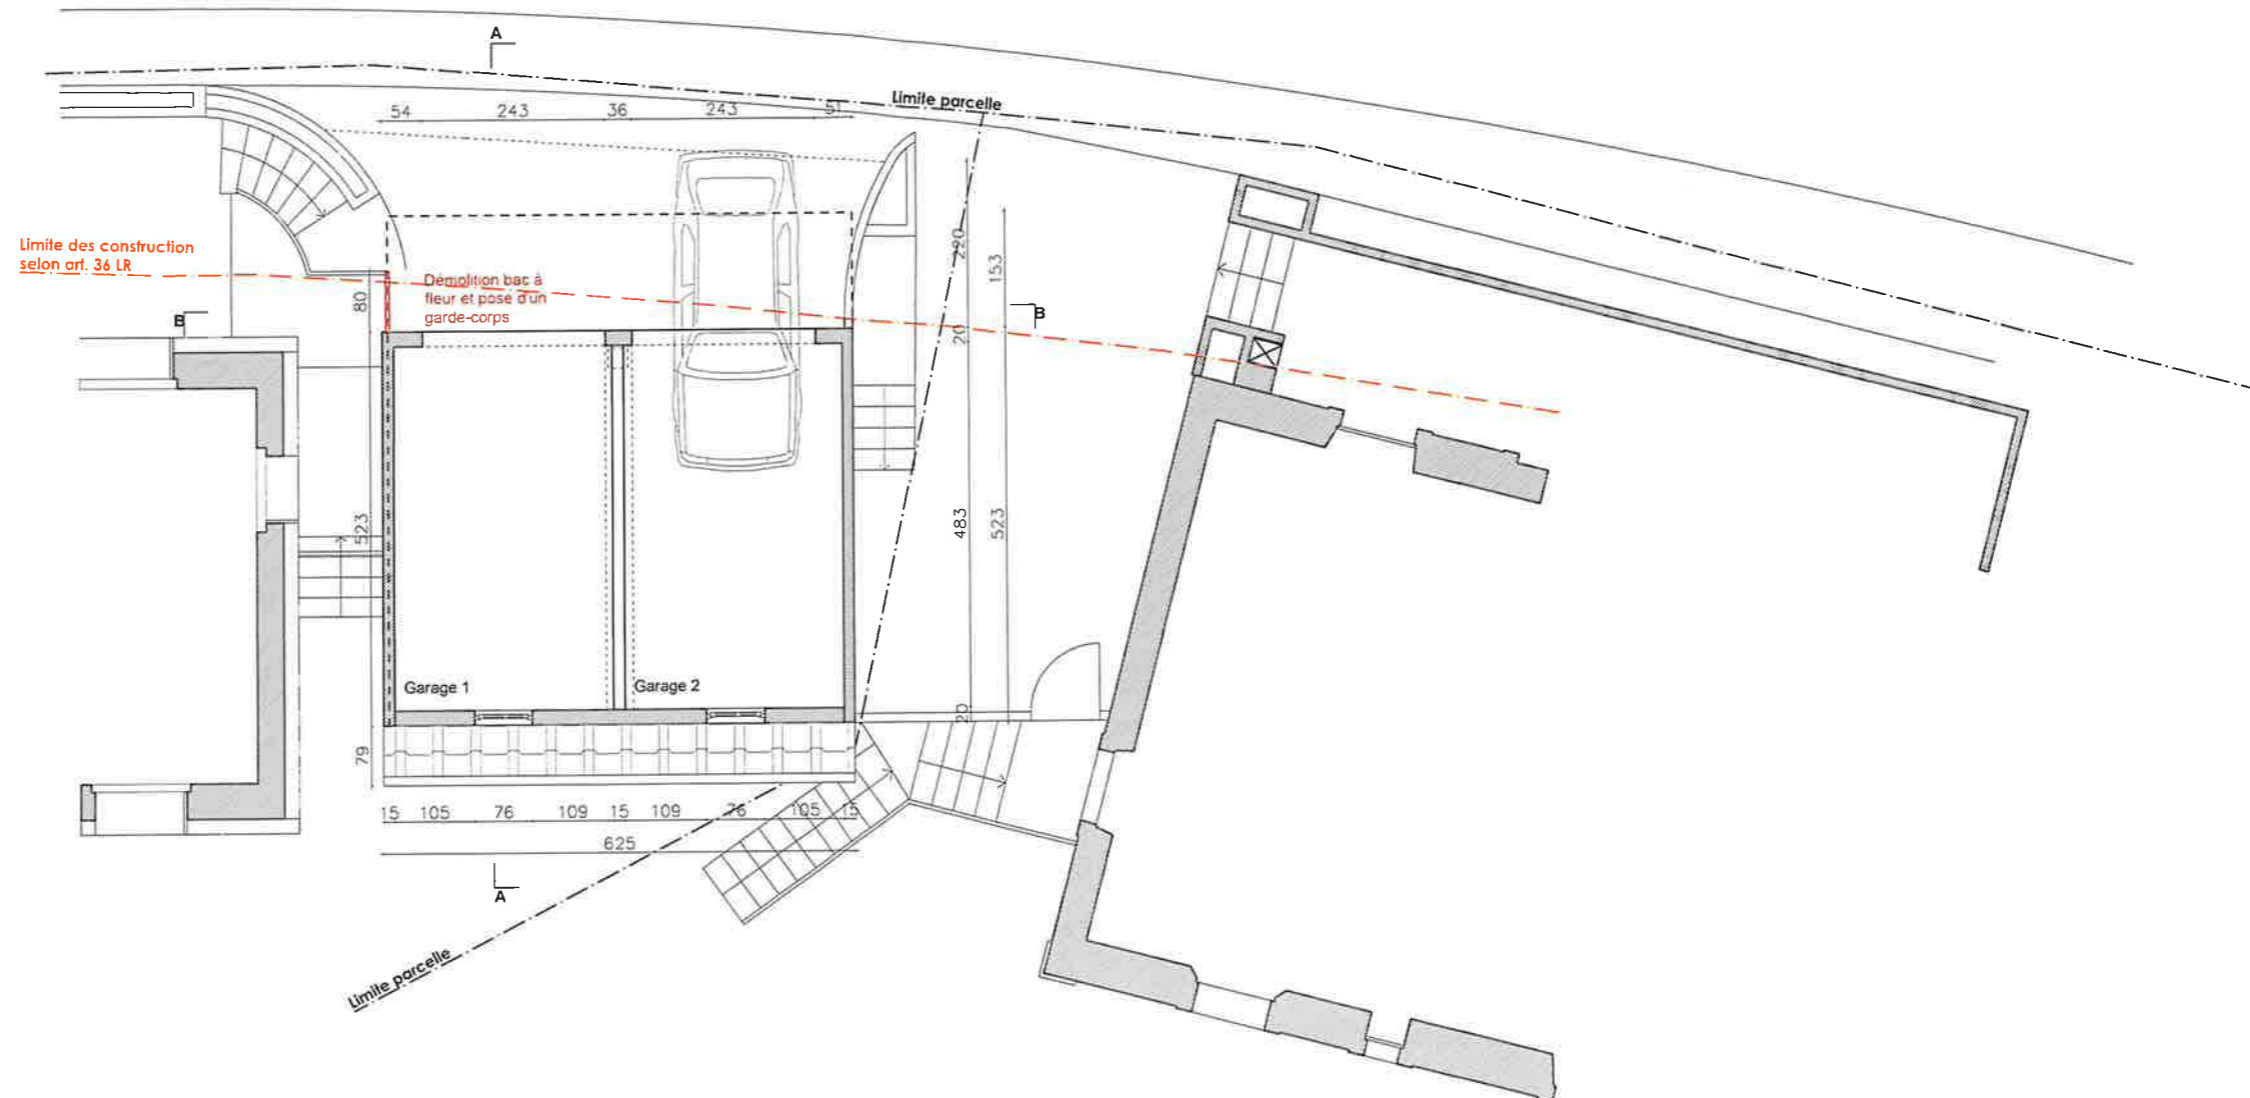 A
54 243 36 243 51
Limite parcelle
Limite des construction
selon art. 36 LR
Démolition bac à
fleur et pose d'un
garde-corps
80
220
153
B
B
20
523
483
523
Garage 1
Garage 2
20
79
15 105 76 109 15 109 76 105 15
625
A
Limite parcelle